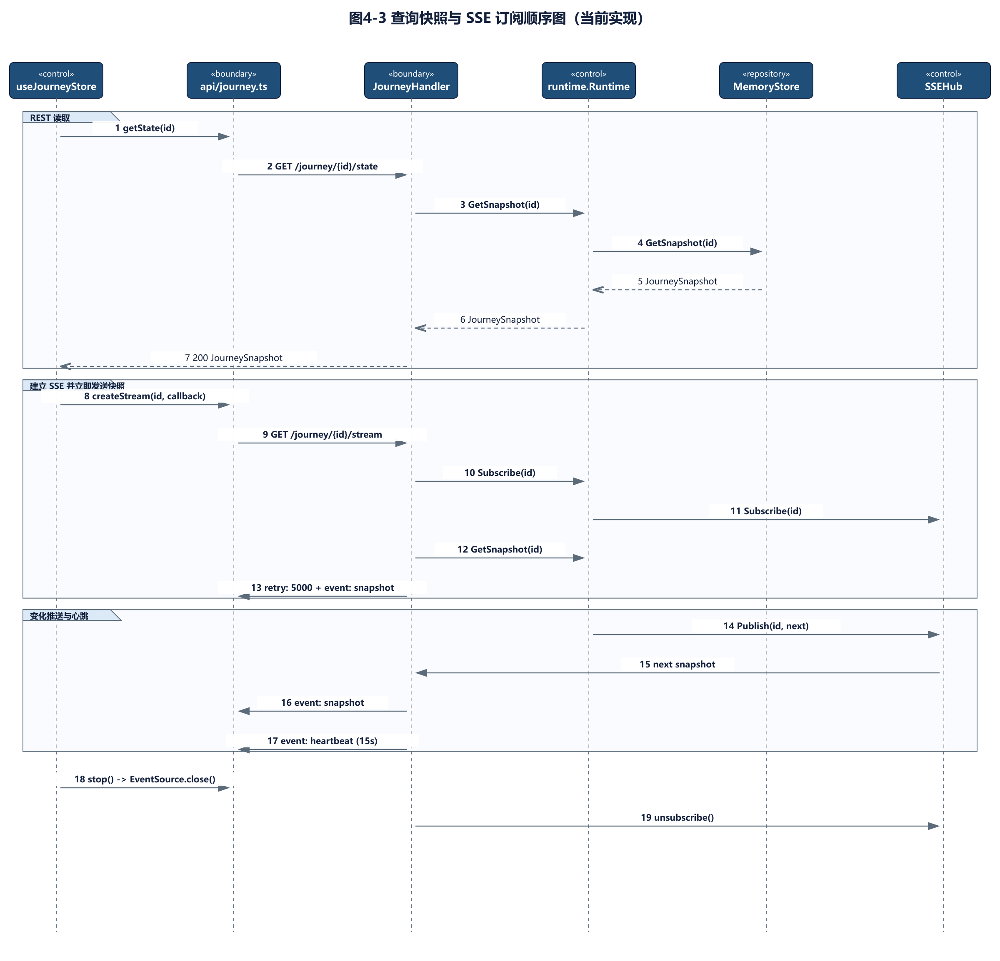 图4-3 查询快照与 SSE 订阅顺序图（当前实现）
«control»
useJourneyStore
«boundary»
api/journey.ts
«boundary»
JourneyHandler
«control»
runtime.Runtime
«repository»
MemoryStore
«control»
SSEHub
REST 读取
1 getState(id)
2 GET /journey/{id}/state
3 GetSnapshot(id)
4 GetSnapshot(id)
5 JourneySnapshot
6 JourneySnapshot
7 200 JourneySnapshot
建立 SSE 并立即发送快照
8 createStream(id, callback)
9 GET /journey/{id}/stream
10 Subscribe(id)
11 Subscribe(id)
12 GetSnapshot(id)
13 retry: 5000 + event: snapshot
变化推送与心跳
14 Publish(id, next)
15 next snapshot
16 event: snapshot
17 event: heartbeat (15s)
18 stop() -> EventSource.close()
19 unsubscribe()